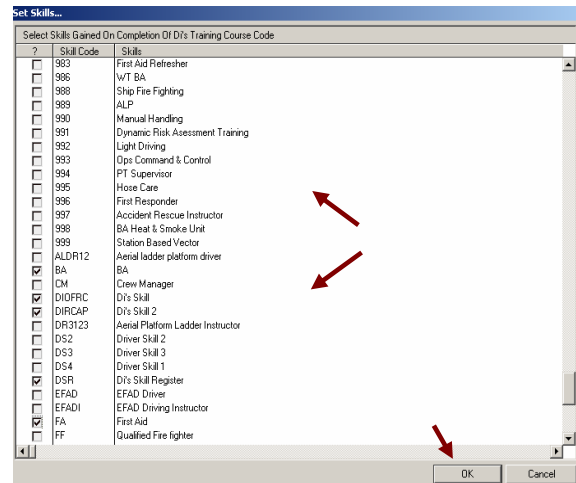 Set Skills...
Select Skills Gained On Completion Of Di's Training Course Code
? Skill Code Skills
983 First Aid Refresher
986 WT BA
988 Ship Fire Fighting
989 ALP
990 Manual Handling
991 Dynamic Risk Asessment Training
992 Light Driving
993 Ops Command & Control
994 PT Supervisor
995 Hose Care
996 First Responder
997 Accident Rescue Instructor
998 BA Heat & Smoke Unit
999 Station Based Vector
ALDR12 Aerial ladder platform driver
BA BA
CM Crew Manager
DIOFRC Di's Skill
DIRCAP Di's Skill 2
DR3123 Aerial Platform Ladder Instructor
DS2 Driver Skill 2
DS3 Driver Skill 3
DS4 Driver Skill 1
DSR Di's Skill Register
EFAD EFAD Driver
EFADI EFAD Driving Instructor
FA First Aid
FF Qualified Fire fighter
OK Cancel